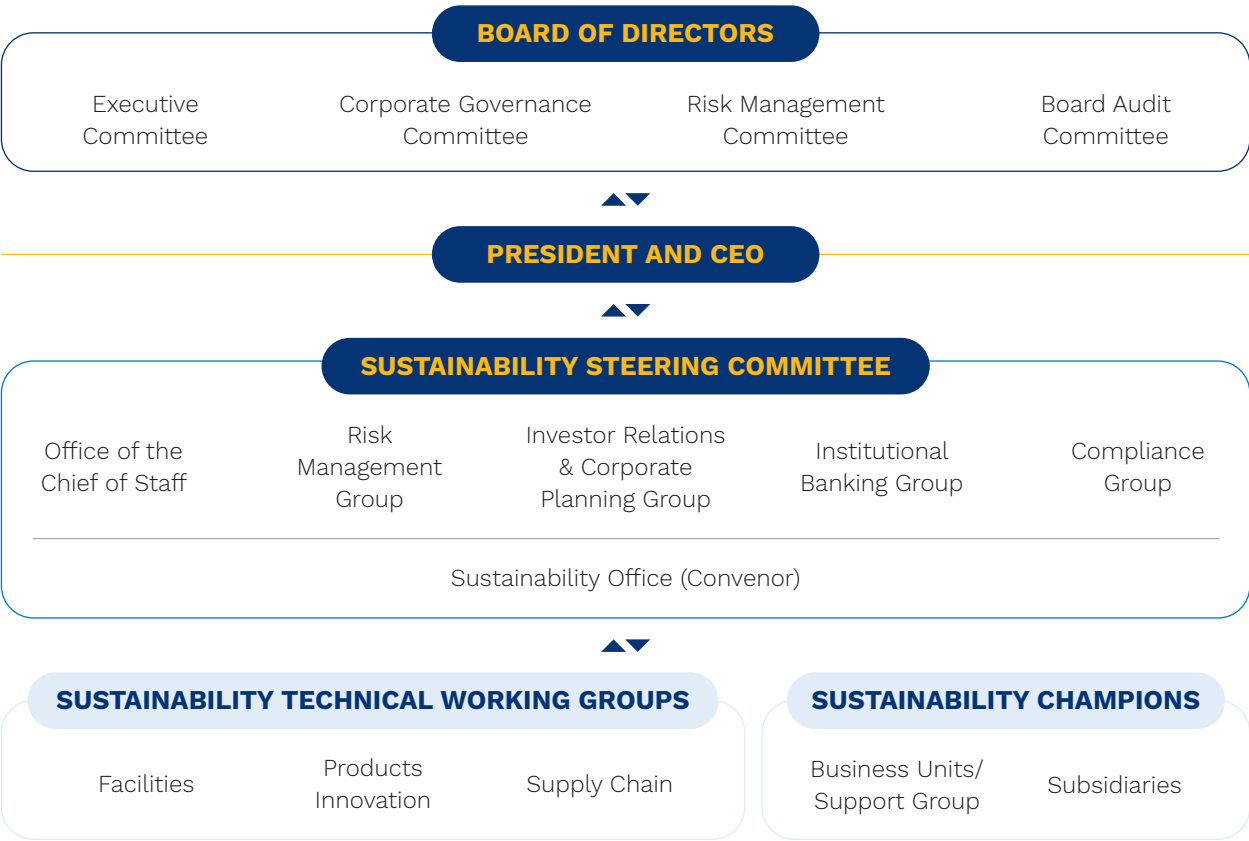 BOARD OF DIRECTORS
Executive
Committee
Corporate Governance
Committee
Risk Management
Committee
Board Audit
Committee
PRESIDENT AND CEO
SUSTAINABILITY STEERING COMMITTEE
Office of the
Chief of Staff
Risk
Management
Group
Investor Relations
& Corporate
Planning Group
Institutional
Banking Group
Compliance
Group
Sustainability Office (Convenor)
SUSTAINABILITY TECHNICAL WORKING GROUPS
Facilities
Products
Innovation
Supply Chain
SUSTAINABILITY CHAMPIONS
Business Units/
Support Group
Subsidiaries